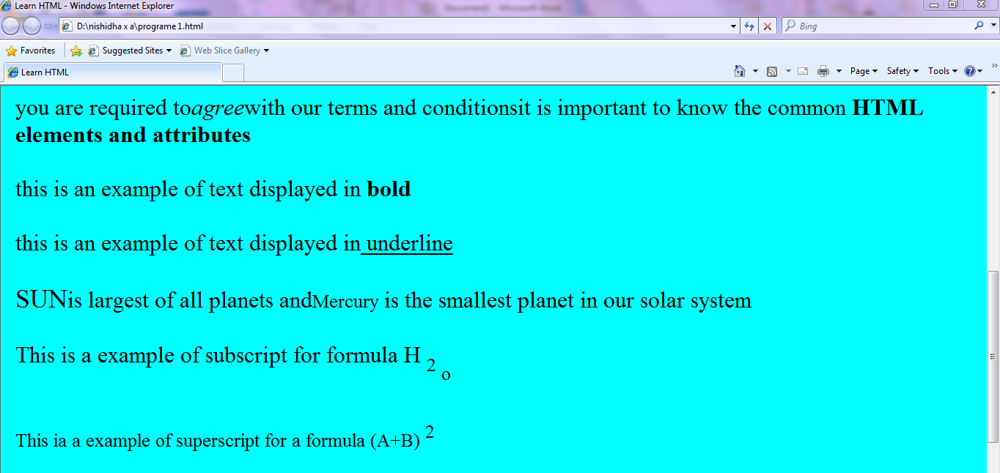 Learn HTML - Windows Internet Explorer
D:\nishidha x a\programe 1.html
Bing
Favorites Suggested Sites Web Slice Gallery
Learn HTML
Page Safety Tools
you are required toagreewith our terms and conditionsit is important to know the common HTML
elements and attributes
this is an example of text displayed in bold
this is an example of text displayed in underline
SUNis largest of all planets andMercury is the smallest planet in our solar system
This is a example of subscript for formula H 2 o
This ia a example of superscript for a formula (A+B) 2